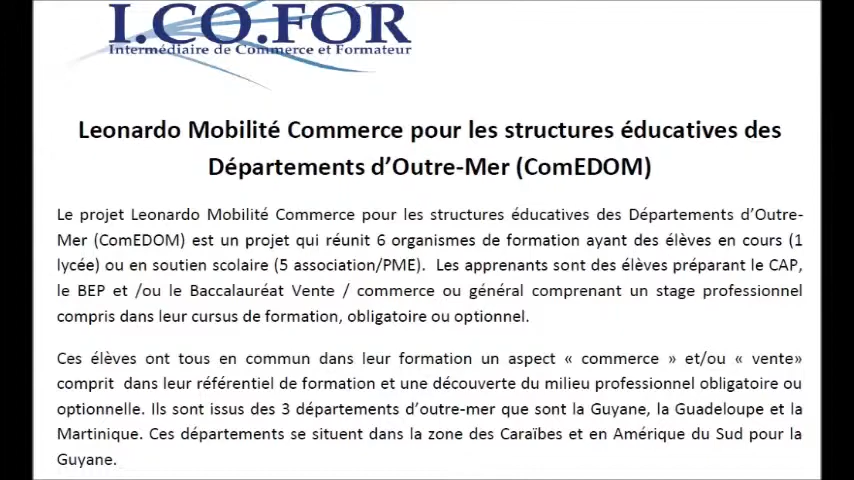 I.CO.FOR
Intermédiaire de Commerce et Formateur
Leonardo Mobilité Commerce pour les structures éducatives des
Départements d’Outre-Mer (ComEDOM)
Le projet Leonardo Mobilité Commerce pour les structures éducatives des Départements d’Outre-
Mer (ComEDOM) est un projet qui réunit 6 organismes de formation ayant des élèves en cours (1
lycée) ou en soutien scolaire (5 association/PME). Les apprenants sont des élèves préparant le CAP,
le BEP et /ou le Baccalauréat Vente / commerce ou général comprenant un stage professionnel
compris dans leur cursus de formation, obligatoire ou optionnel.
Ces élèves ont tous en commun dans leur formation un aspect « commerce » et/ou « vente»
comprit dans leur référentiel de formation et une découverte du milieu professionnel obligatoire ou
optionnelle. Ils sont issus des 3 départements d’outre-mer que sont la Guyane, la Guadeloupe et la
Martinique. Ces départements se situent dans la zone des Caraïbes et en Amérique du Sud pour la
Guyane.